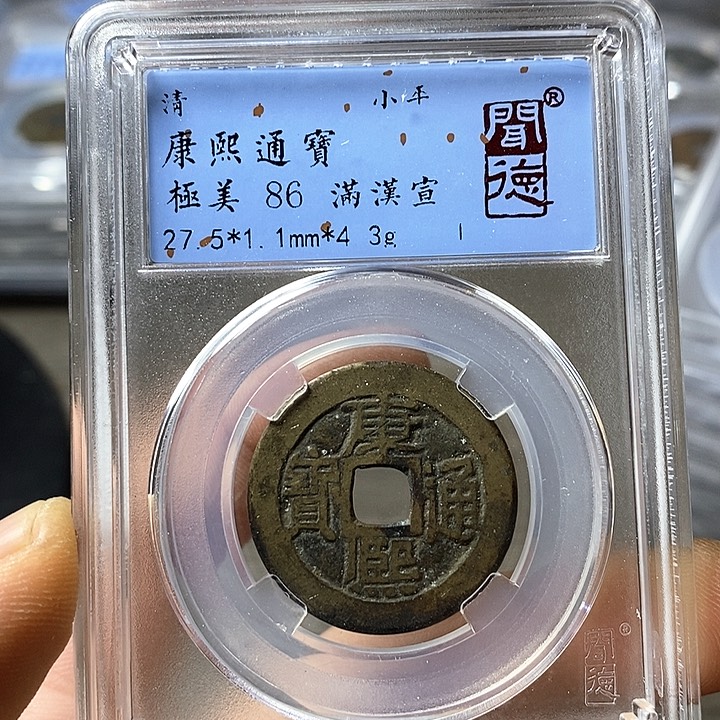 清 小平
康熙通寶
極美 86 滿漢宣
27.5*1.1mm*4 3g
聞德®
康熙通寶
聞德®